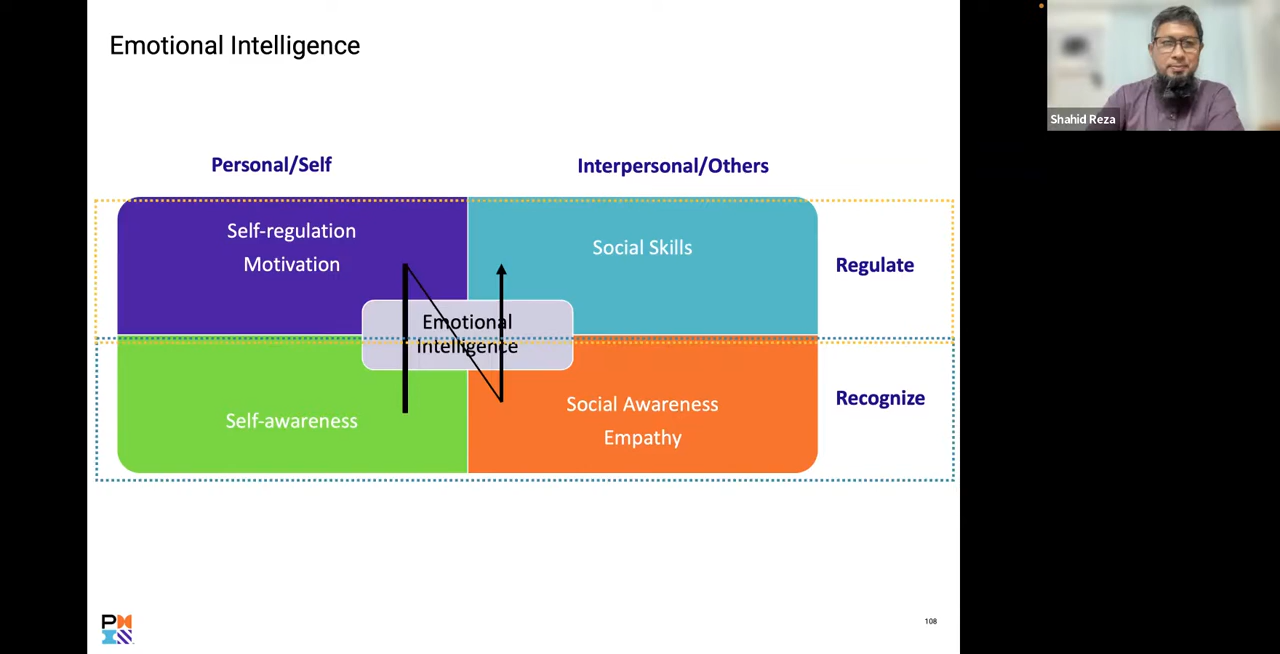 Emotional Intelligence
Shahid Reza
Personal/Self
Interpersonal/Others
Self-regulation
Motivation
Social Skills
Regulate
Emotional
Intelligence
Self-awareness
Social Awareness
Empathy
Recognize
P
108